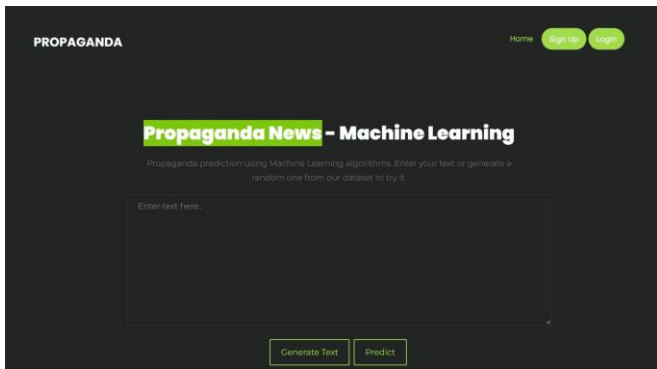 PROPAGANDA
Home Sign Up Login
Propaganda News - Machine Learning
Propaganda prediction using Machine Learning algorithms. Enter your text or generate a
random one from our dataset to try it.
Enter text here..
Generate Text Predict